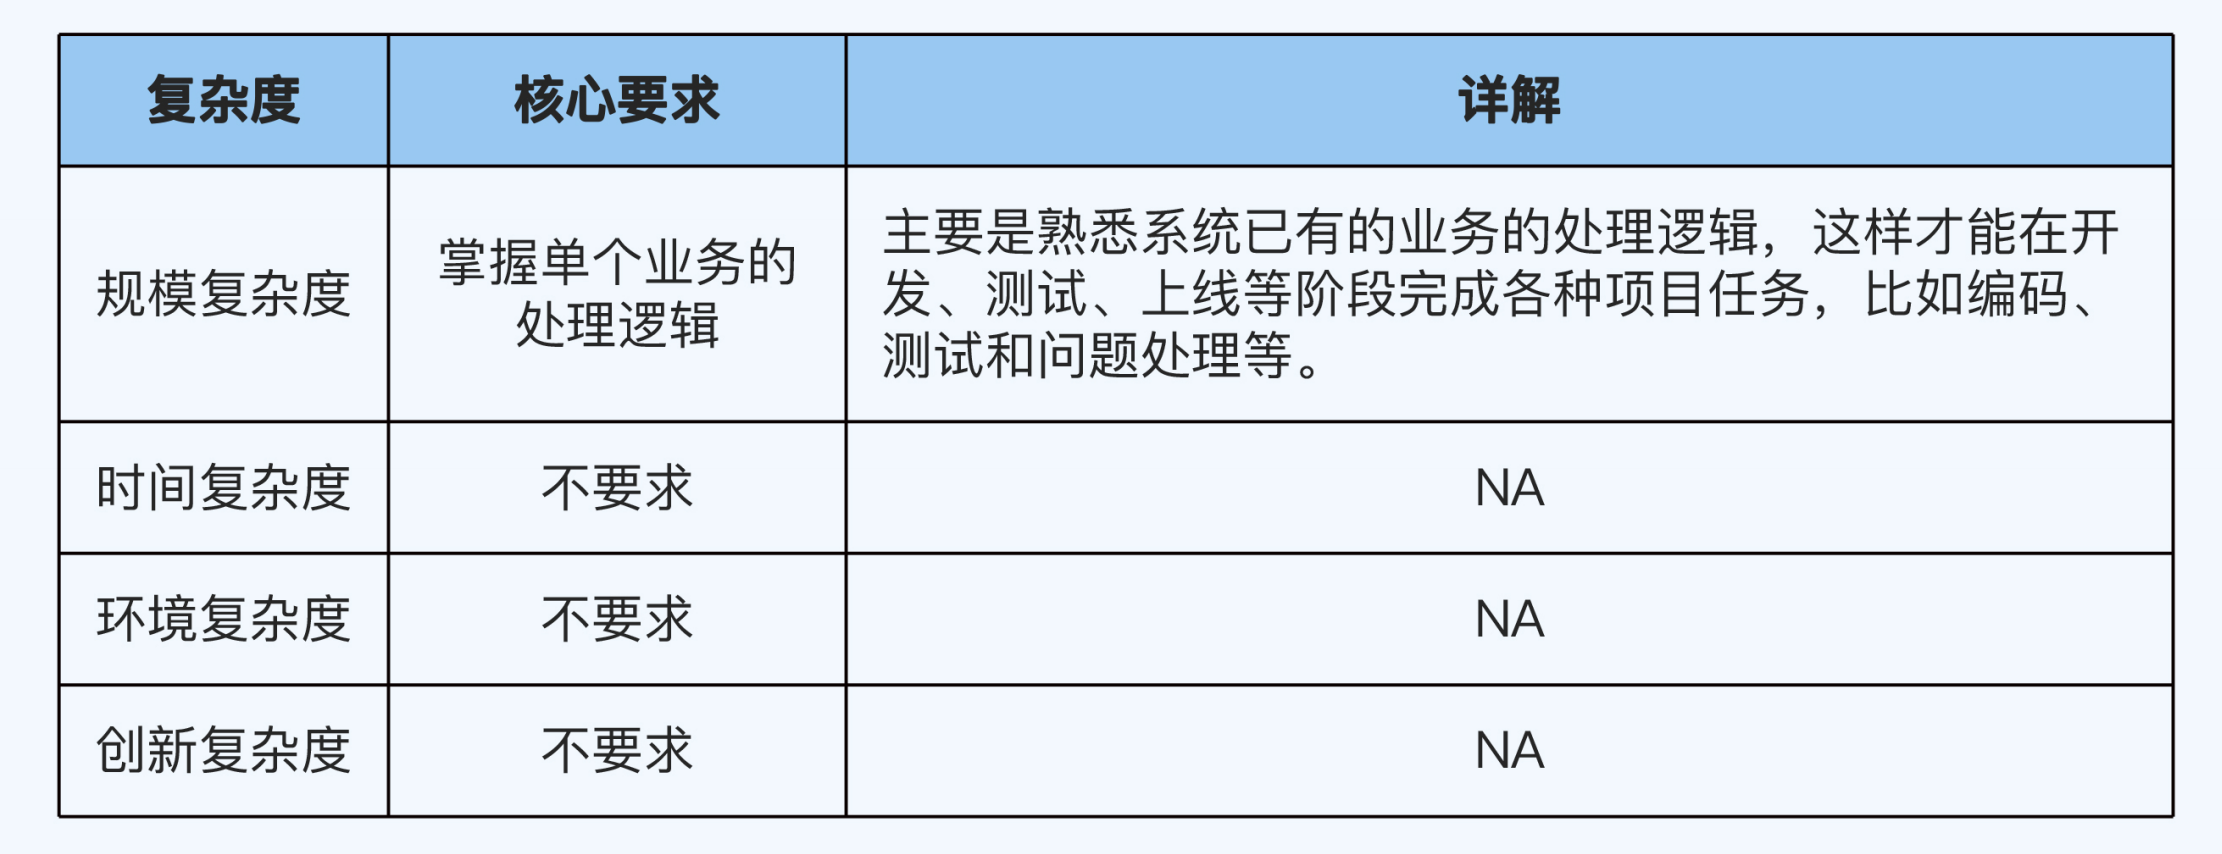 复杂度 核心要求 详解
规模复杂度
掌握单个业务的
处理逻辑
主要是熟悉系统已有的业务的处理逻辑，这样才能在开
发、测试、上线等阶段完成各种项目任务，比如编码、
测试和问题处理等。
时间复杂度 不要求 NA
环境复杂度 不要求 NA
创新复杂度 不要求 NA